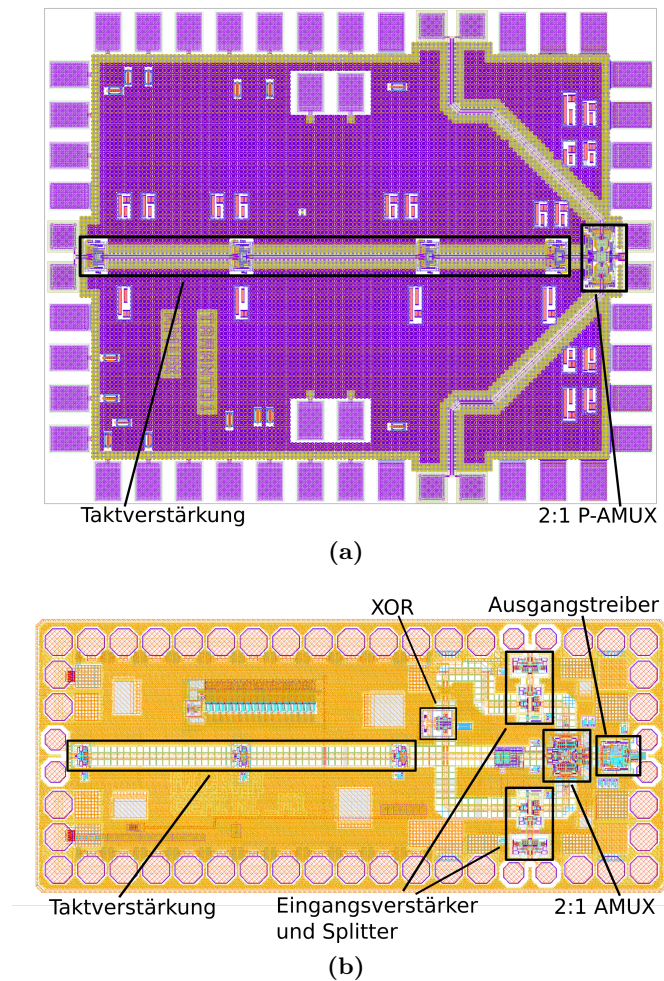 Taktverstärkung
2:1 P-AMUX
(a)
XOR
Ausgangstreiber
Taktverstärkung
Eingangsverstärker
und Splitter
2:1 AMUX
(b)